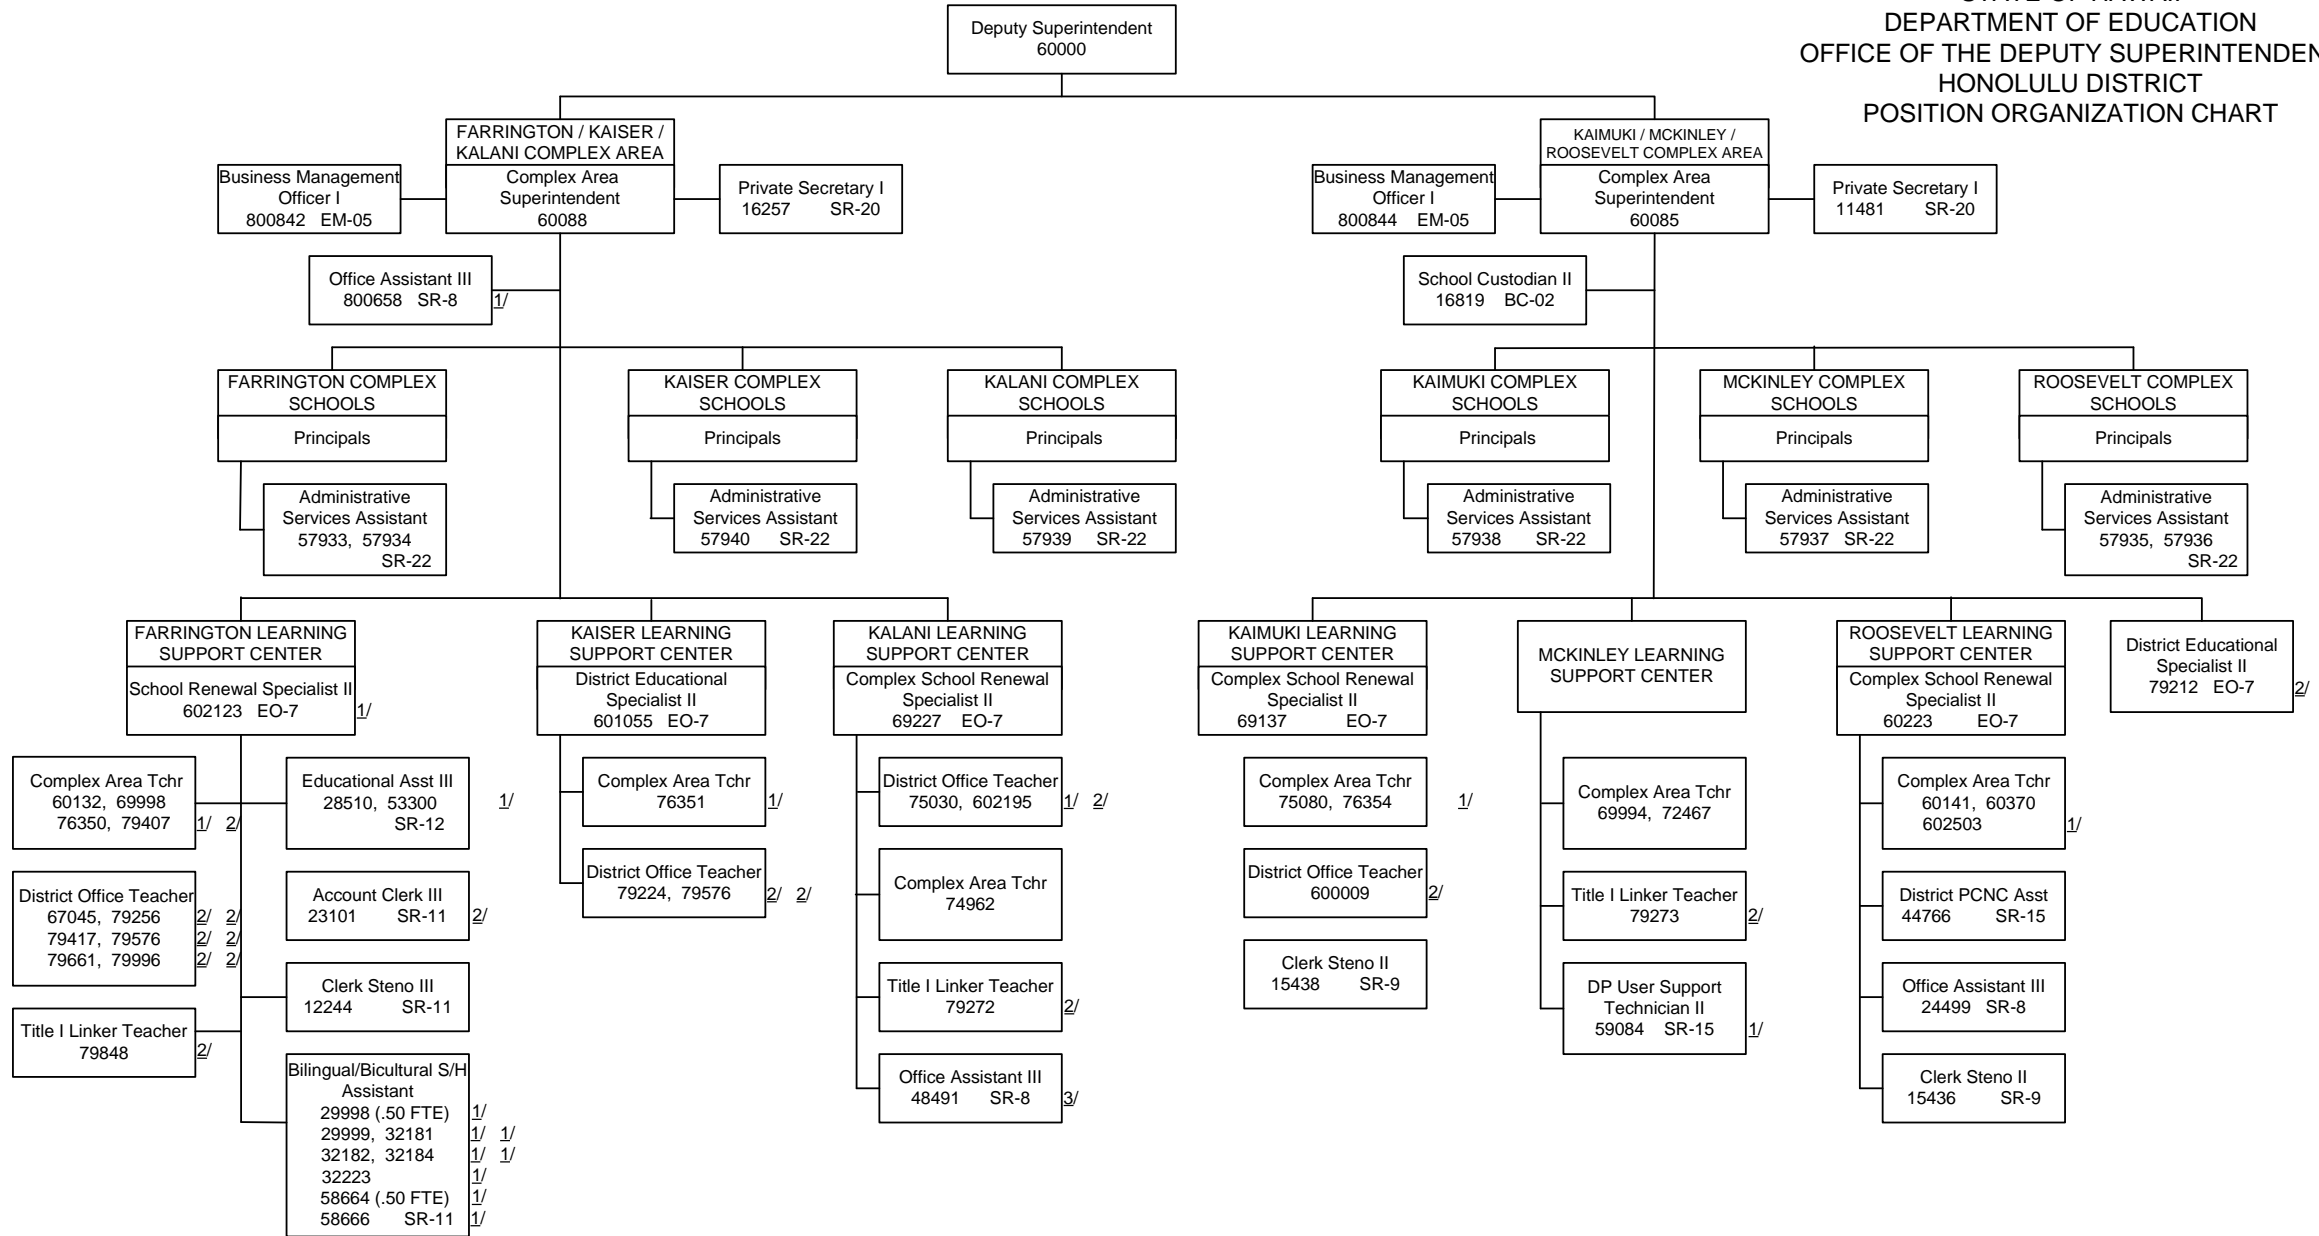 STATE OF HAWAII
DEPARTMENT OF EDUCATION
OFFICE OF THE DEPUTY SUPERINTENDEN
HONOLULU DISTRICT
POSITION ORGANIZATION CHART
Deputy Superintendent
60000
FARRINGTON / KAISER /
KALANI COMPLEX AREA
Complex Area
Superintendent
60088
Business Management
Officer I
800842 EM-05
Private Secretary I
16257 SR-20
Office Assistant III
800658 SR-8 1/
KAIMUKI / MCKINLEY /
ROOSEVELT COMPLEX AREA
Complex Area
Superintendent
60085
Business Management
Officer I
800844 EM-05
Private Secretary I
11481 SR-20
School Custodian II
16819 BC-02
FARRINGTON COMPLEX
SCHOOLS
Principals
Administrative
Services Assistant
57933, 57934
SR-22
KAISER COMPLEX
SCHOOLS
Principals
Administrative
Services Assistant
57940 SR-22
KALANI COMPLEX
SCHOOLS
Principals
Administrative
Services Assistant
57939 SR-22
KAIMUKI COMPLEX
SCHOOLS
Principals
Administrative
Services Assistant
57938 SR-22
MCKINLEY COMPLEX
SCHOOLS
Principals
Administrative
Services Assistant
57937 SR-22
ROOSEVELT COMPLEX
SCHOOLS
Principals
Administrative
Services Assistant
57935, 57936
SR-22
FARRINGTON LEARNING
SUPPORT CENTER
School Renewal Specialist II
602123 EO-7 1/
Complex Area Tchr
60132, 69998
76350, 79407 1/ 2/
District Office Teacher
67045, 79256 2/ 2/
79417, 79576 2/ 2/
79661, 79996 2/ 2/
Title I Linker Teacher
79848 2/
Educational Asst III
28510, 53300 1/
SR-12
Account Clerk III
23101 SR-11 2/
Clerk Steno III
12244 SR-11
Bilingual/Bicultural S/H
Assistant
29998 (.50 FTE) 1/
29999, 32181 1/ 1/
32182, 32184 1/ 1/
32223 1/
58664 (.50 FTE) 1/
58666 SR-11 1/
KAISER LEARNING
SUPPORT CENTER
District Educational
Specialist II
601055 EO-7
Complex Area Tchr
76351 1/
District Office Teacher
79224, 79576 2/ 2/
KALANI LEARNING
SUPPORT CENTER
Complex School Renewal
Specialist II
69227 EO-7
District Office Teacher
75030, 602195 1/ 2/
Complex Area Tchr
74962
Title I Linker Teacher
79272 2/
Office Assistant III
48491 SR-8 3/
KAIMUKI LEARNING
SUPPORT CENTER
Complex School Renewal
Specialist II
69137 EO-7
Complex Area Tchr
75080, 76354 1/
District Office Teacher
600009 2/
Clerk Steno II
15438 SR-9
MCKINLEY LEARNING
SUPPORT CENTER
Complex Area Tchr
69994, 72467
Title I Linker Teacher
79273 2/
DP User Support
Technician II
59084 SR-15 1/
ROOSEVELT LEARNING
SUPPORT CENTER
Complex School Renewal
Specialist II
60223 EO-7
Complex Area Tchr
60141, 60370
602503 1/
District PCNC Asst
44766 SR-15
Office Assistant III
24499 SR-8
Clerk Steno II
15436 SR-9
District Educational
Specialist II
79212 EO-7 2/